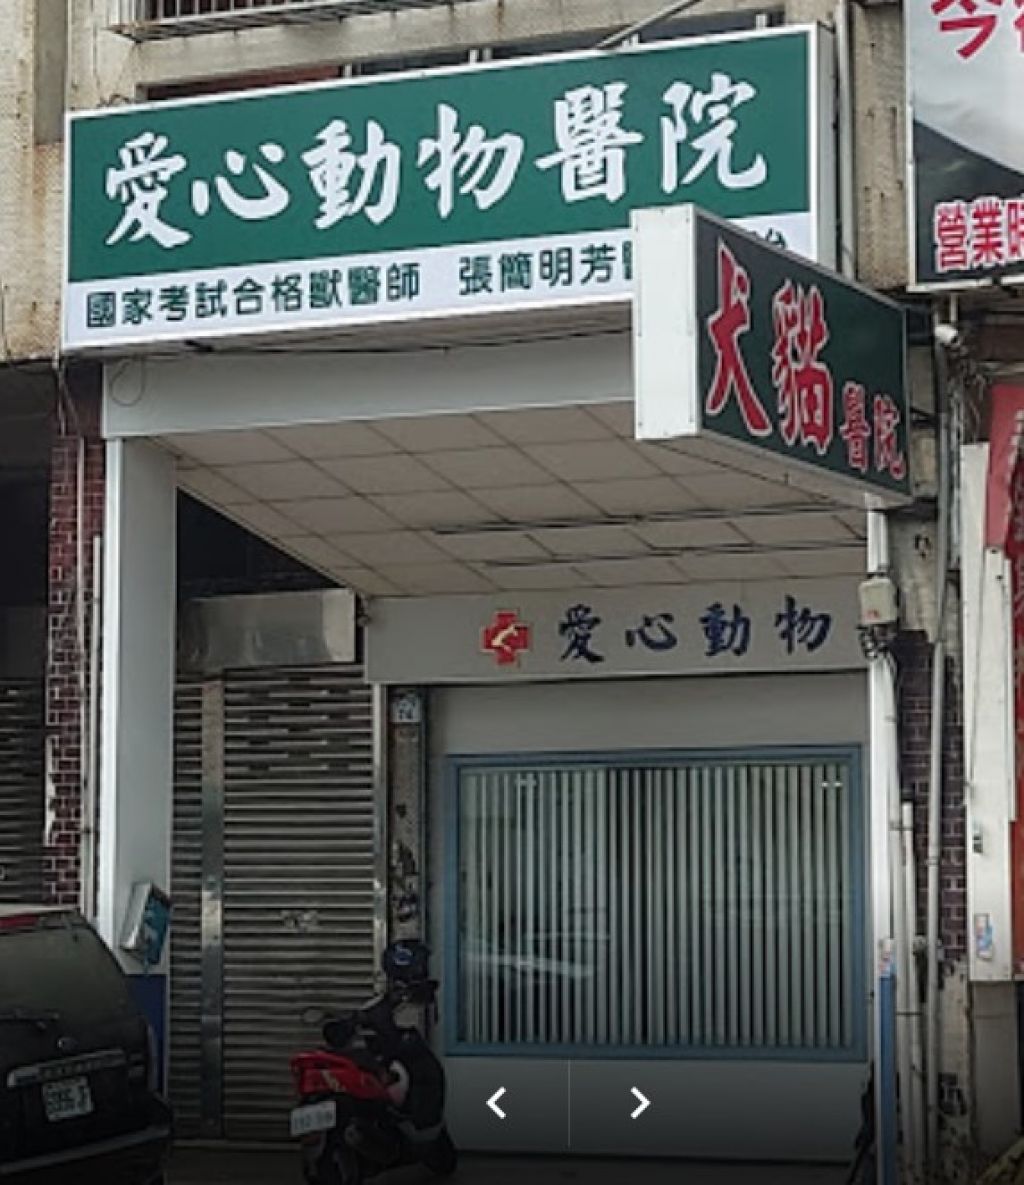 愛心動物醫院
國家考試合格獸醫師 張簡明芳
犬貓醫院
愛心動物
營業時